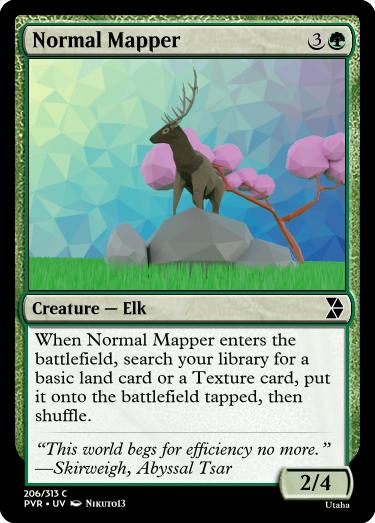 Normal Mapper 3
Creature — Elk
When Normal Mapper enters the
battlefield, search your library for a
basic land card or a Texture card, put
it onto the battlefield tapped, then
shuffle.
“This world begs for efficiency no more.”
—Skirweigh, Abyssal Tsar
2/4
206/313 C
PVR • UV Nikuto13
Utaha